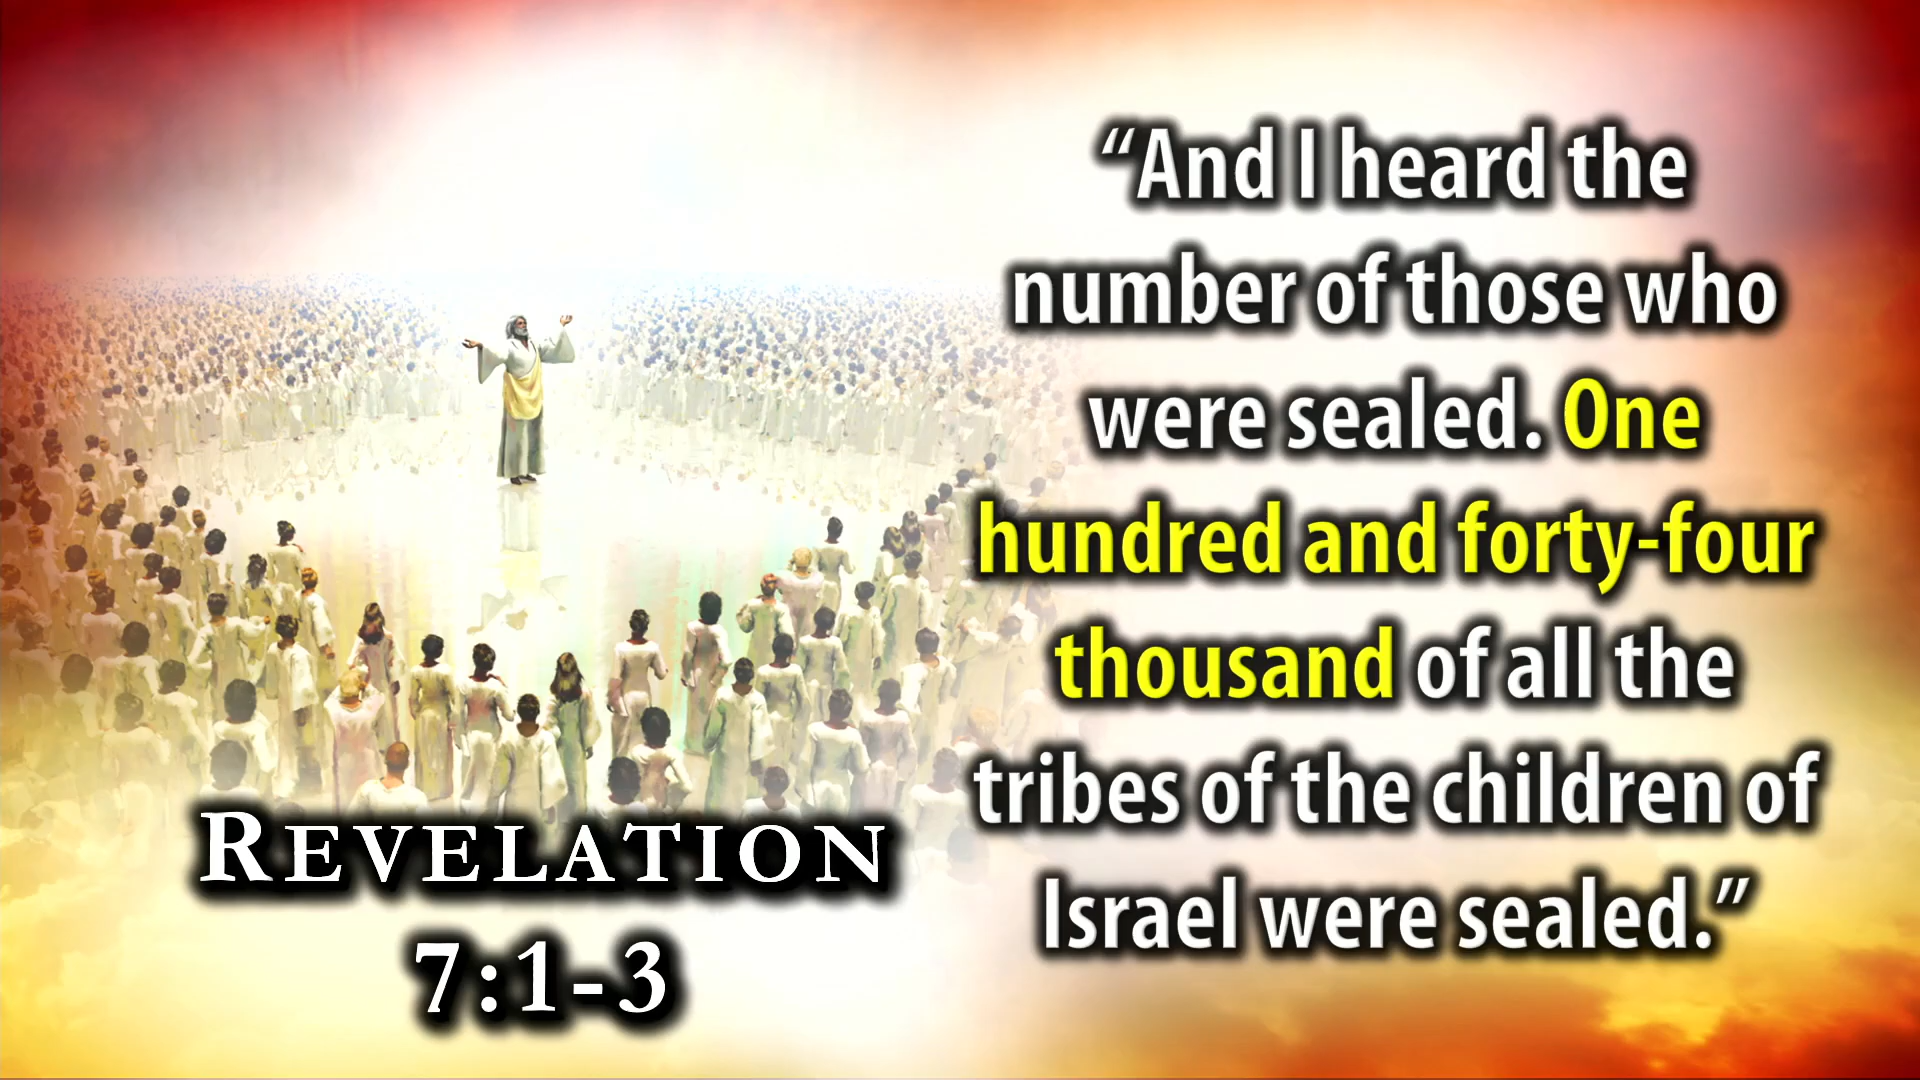 “And I heard the
number of those who
were sealed. One
hundred and forty-four
thousand of all the
tribes of the children of
Israel were sealed.”
REVELATION
7:1-3